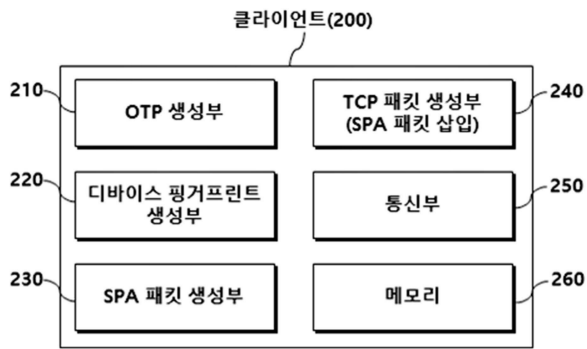 클라이언트(200)
210
OTP 생성부
240
TCP 패킷 생성부
(SPA 패킷 삽입)
220
디바이스 핑거프린트
생성부
250
통신부
230
SPA 패킷 생성부
260
메모리